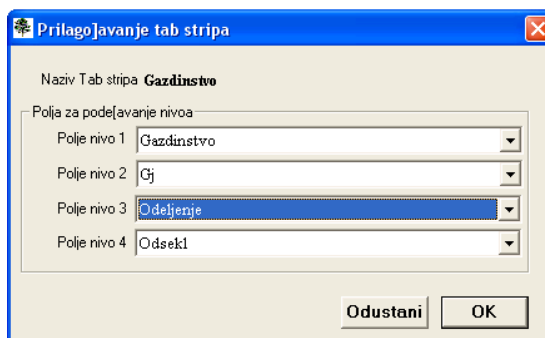 Prilago]avanje tab stripa
Naziv Tab stripa Gazdinstvo
Polja za pode[avanje nivoa
Polje nivo 1 Gazdinstvo
Polje nivo 2 Gj
Polje nivo 3 Odeljenje
Polje nivo 4 Odsek1
Odustani OK